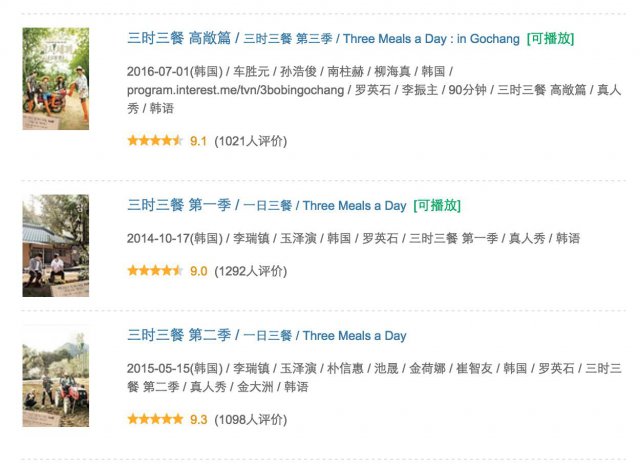 三时三餐 高敞篇 / 三时三餐 第三季 / Three Meals a Day : in Gochang [可播放]
2016-07-01(韩国) / 车胜元 / 孙浩俊 / 南柱赫 / 柳海真 / 韩国 /
program.interest.me/tvn/3bobingochang / 罗英石 / 李振主 / 90分钟 / 三时三餐 高敞篇 / 真人
秀 / 韩语
9.1 (1021人评价)
三时三餐 第一季 / 一日三餐 / Three Meals a Day [可播放]
2014-10-17(韩国) / 李瑞镇 / 玉泽演 / 韩国 / 罗英石 / 三时三餐 第一季 / 真人秀 / 韩语
9.0 (1292人评价)
三时三餐 第二季 / 一日三餐 / Three Meals a Day
2015-05-15(韩国) / 李瑞镇 / 玉泽演 / 朴信惠 / 池晟 / 金荷娜 / 崔智友 / 韩国 / 罗英石 / 三时三
餐 第二季 / 真人秀 / 金大洲 / 韩语
9.3 (1098人评价)